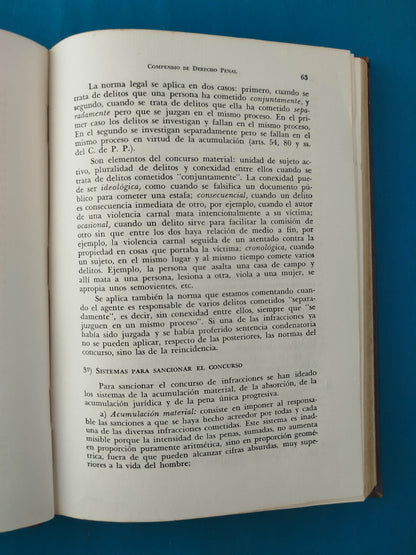 COMPENDIO DE DERECHO PENAL
65
La norma legal se aplica en dos casos: primero, cuando se
trata de delitos que una persona ha cometido conjuntamente, y
segundo, cuando se trata de delitos que ella ha cometido sepa-
radamente pero que se juzgan en el mismo proceso. En el pri-
mer caso los delitos se investigan y fallan en el mismo proceso.
En el segundo se investigan separadamente pero se fallan en el
mismo proceso en virtud de la acumulación (arts. 54, 80 y ss.
del C. de P. P.).
Son elementos del concurso material: unidad de sujeto ac-
tivo, pluralidad de delitos y conexidad entre ellos cuando se
trata de delitos cometidos "conjuntamente". La conexidad pue-
de ser ideológica, como cuando se falsifica un documento públi-
co para cometer una estafa; consecuencial, cuando un delito
es consecuencia inmediata de otro, por ejemplo, cuando el autor
de una violencia carnal mata intencionalmente a su víctima;
ocasional, cuando un delito sirve para facilitar la comisión de
otro sin que entre los dos haya relación de medio a fin, por
ejemplo, la violencia carnal seguida de un atentado contra la
propiedad en cosas que portaba la víctima; cronológica, cuando
un sujeto, en el mismo lugar y al mismo tiempo comete varios
delitos. Ejemplo, la persona que asalta una casa de campo y
allí mata a una persona, lesiona a otra, viola a una mujer, se
apropia unos semovientes, etc.
Se aplica también la norma que estamos comentando cuan-
do el agente es responsable de varios delitos cometidos "separa-
damente", es decir, sin conexidad entre ellos, siempre que "se
juzguen en un mismo proceso". Si una de las infracciones ya
había sido juzgada y se había proferido sentencia condenatoria
no se pueden aplicar, respecto de las posteriores, las normas del
concurso, sino las de la reincidencia.
5º) SISTEMAS PARA SANCIONAR EL CONCURSO
Para sancionar el concurso de infracciones se han ideado
los sistemas de la acumulación material, de la absorción, de la
acumulación jurídica y de la pena única progresiva.
a) Acumulación material: consiste en imponer al responsa-
ble las sanciones a que se haya hecho acreedor por todas y cada
una de las diversas infracciones cometidas. Este sistema es inad-
misible porque la intensidad de las penas, sumadas, no aumenta
en proporción puramente aritmética, sino en proporción geomé-
trica, fuera de que pueden alcanzar cifras absurdas, muy supe-
riores a la vida del hombre;